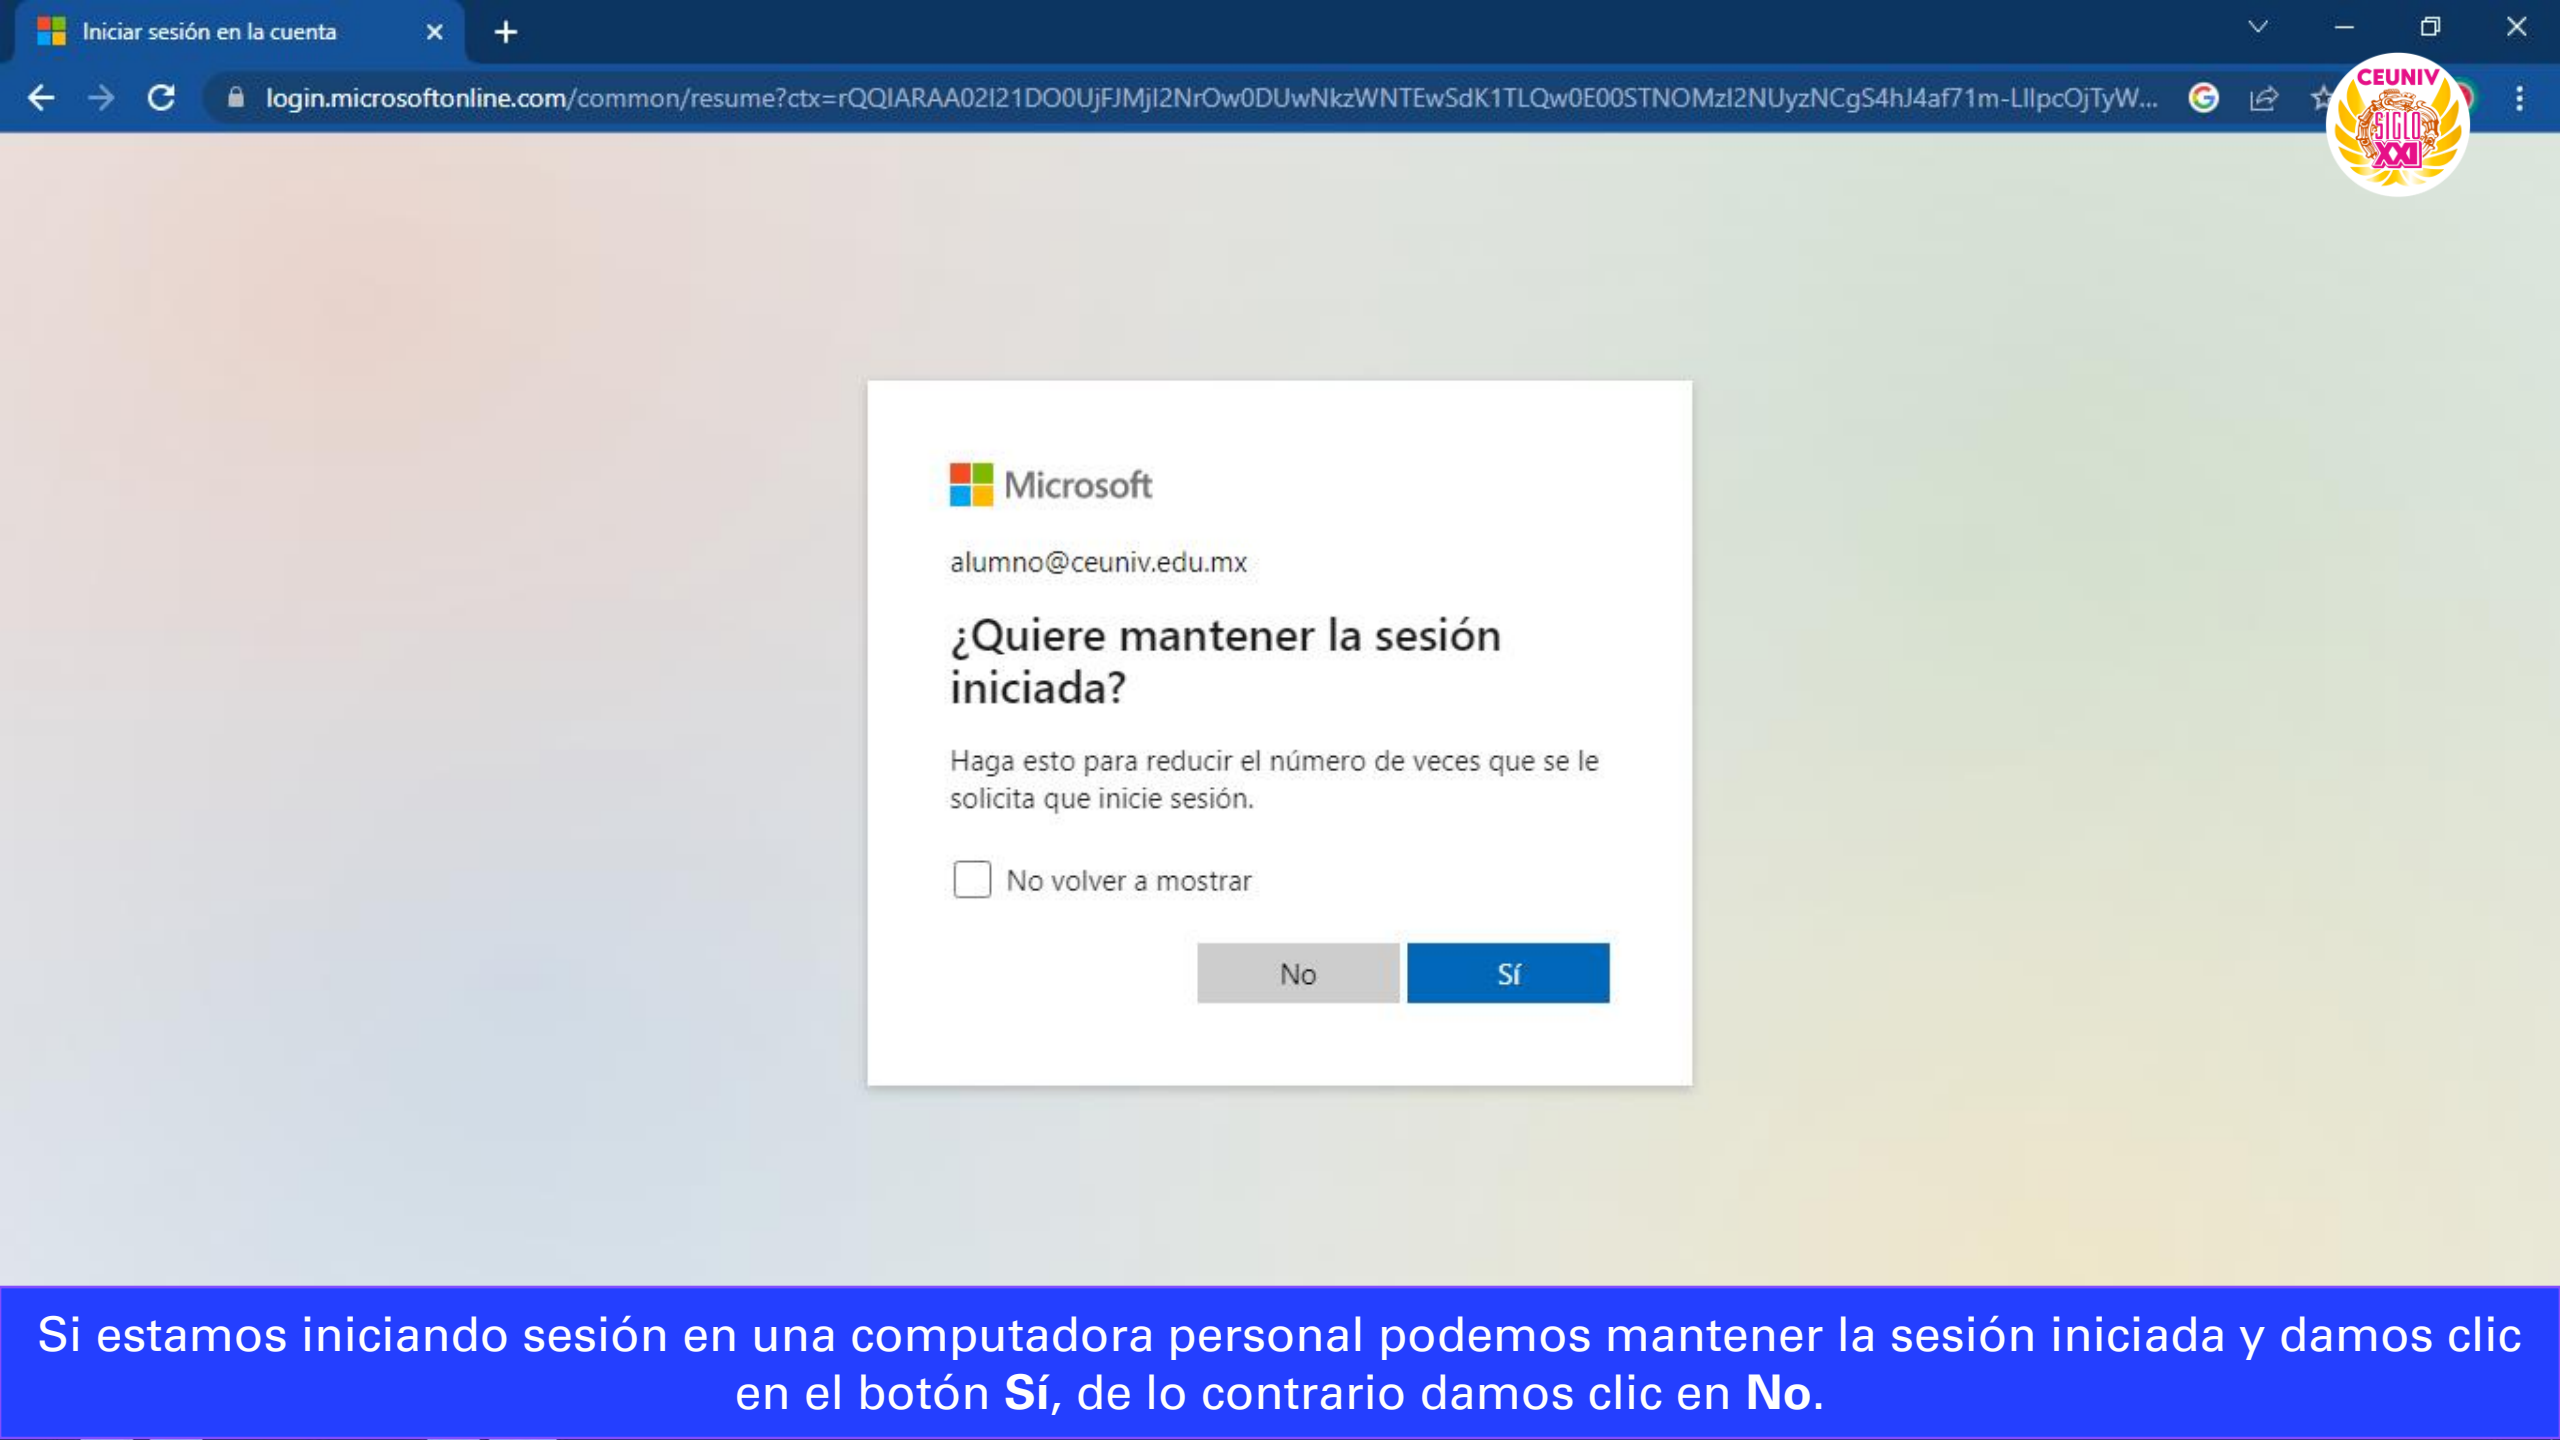 Iniciar sesión en la cuenta
login.microsoftonline.com/common/resume?ctx=rQQIARAA02I21DO0UjFJMjI2NrOw0DUwNkzWNTEwSdK1TLQw0E00STNOMzI2NUyzNCgS4hJ4af71m-LIIpcOjTyW...
CEUNIV
SIGLO
XXI
Microsoft
alumno@ceuniv.edu.mx
¿Quiere mantener la sesión
iniciada?
Haga esto para reducir el número de veces que se le
solicita que inicie sesión.
No volver a mostrar
No
Sí
Si estamos iniciando sesión en una computadora personal podemos mantener la sesión iniciada y damos clic
en el botón Sí, de lo contrario damos clic en No.